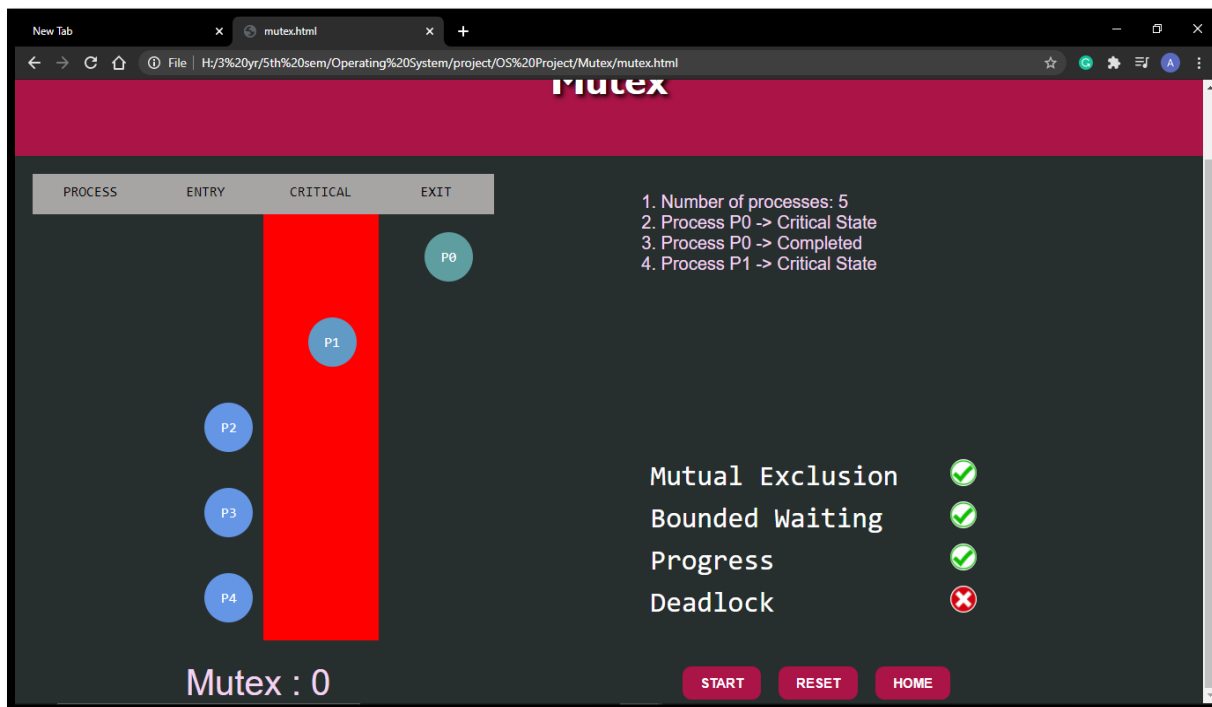 New Tab
mutex.html
File | H:/3%20yr/5th%20sem/Operating%20System/project/OS%20Project/Mutex/mutex.html
A
Mutex
PROCESS ENTRY CRITICAL EXIT
P0
P1
P2
P3
P4
Mutex : 0
1. Number of processes: 5
2. Process P0 -> Critical State
3. Process P0 -> Completed
4. Process P1 -> Critical State
Mutual Exclusion
Bounded Waiting
Progress
Deadlock
START RESET HOME